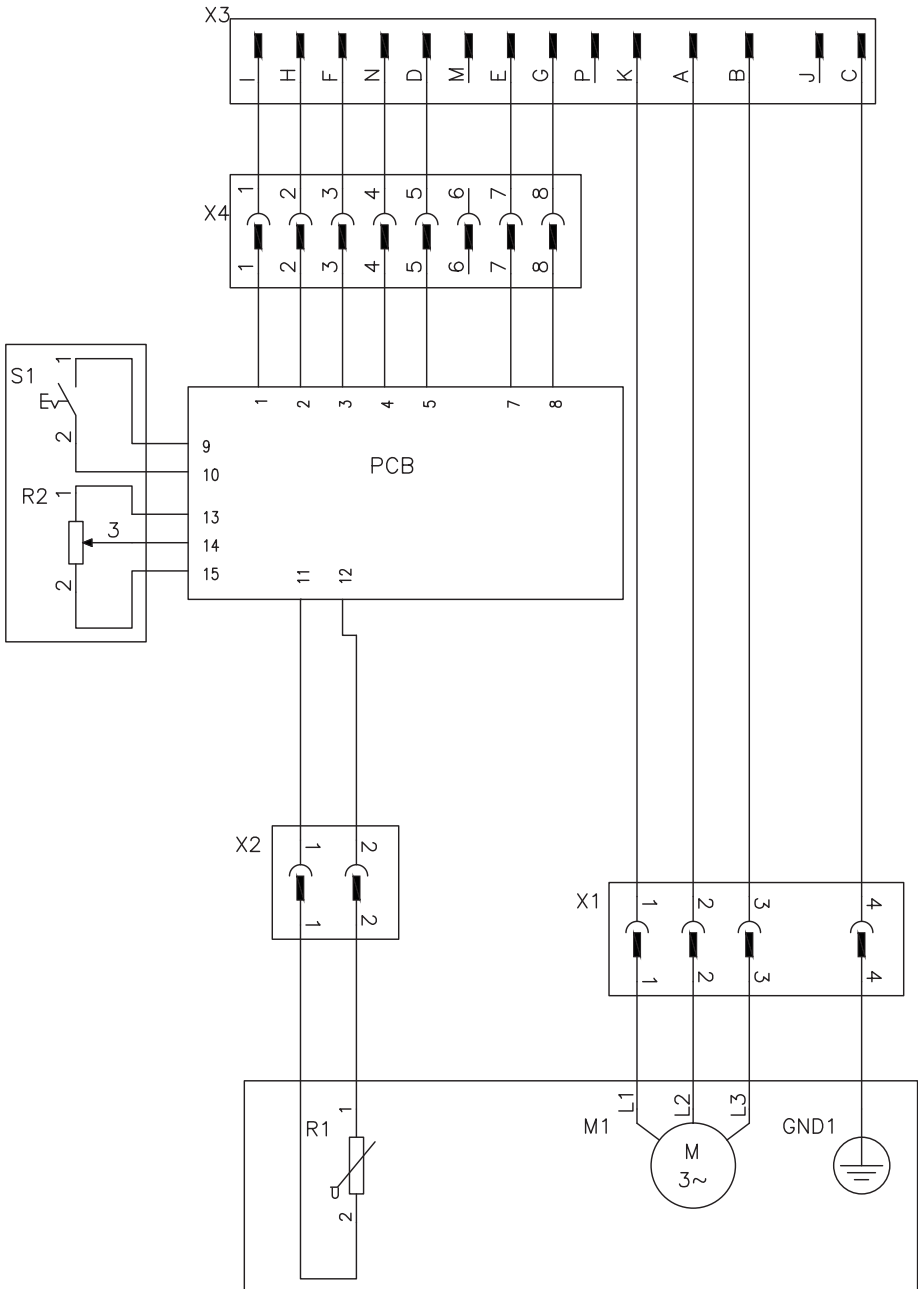 X3
I H F N D M E G P K A B J C
1 2 3 4 5 6 7 8
X4
1 2 3 4 5 6 7 8
1 2 3 4 5 7 8
S1
1
2
9
10
PCB
R2
1
3
2
13
14
15
11 12
X2
1 2
1 2
X1
1 2 3 4
1 2 3 4
R1
1
2
M1
L1 L2 L3
M
3~
GND1